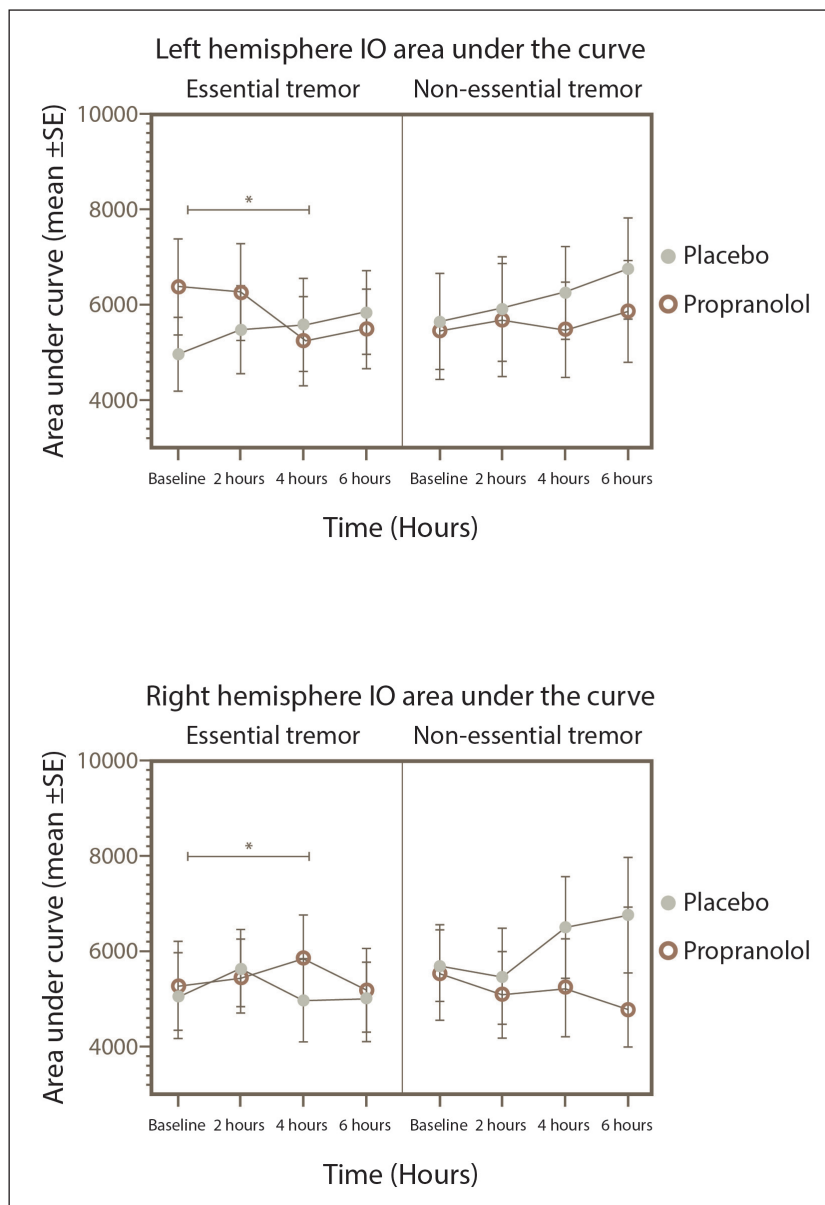 Left hemisphere IO area under the curve
Essential tremor Non-essential tremor
Area under curve (mean ±SE)
10000
8000
6000
4000
*
Placebo
Propranolol
Baseline 2 hours 4 hours 6 hours Baseline 2 hours 4 hours 6 hours
Time (Hours)
Right hemisphere IO area under the curve
Essential tremor Non-essential tremor
Area under curve (mean ±SE)
10000
8000
6000
4000
*
Placebo
Propranolol
Baseline 2 hours 4 hours 6 hours Baseline 2 hours 4 hours 6 hours
Time (Hours)